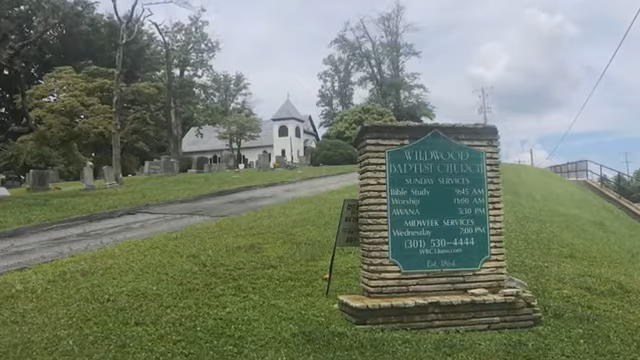 WILDWOOD
BAPTIST CHURCH
SUNDAY SERVICES
Bible Study 9:45 AM
Worship 11:00 AM
AWANA 5:30 PM
MIDWEEK SERVICES
Wednesday 7:00 PM
(301) 530-4444
Est. 1864